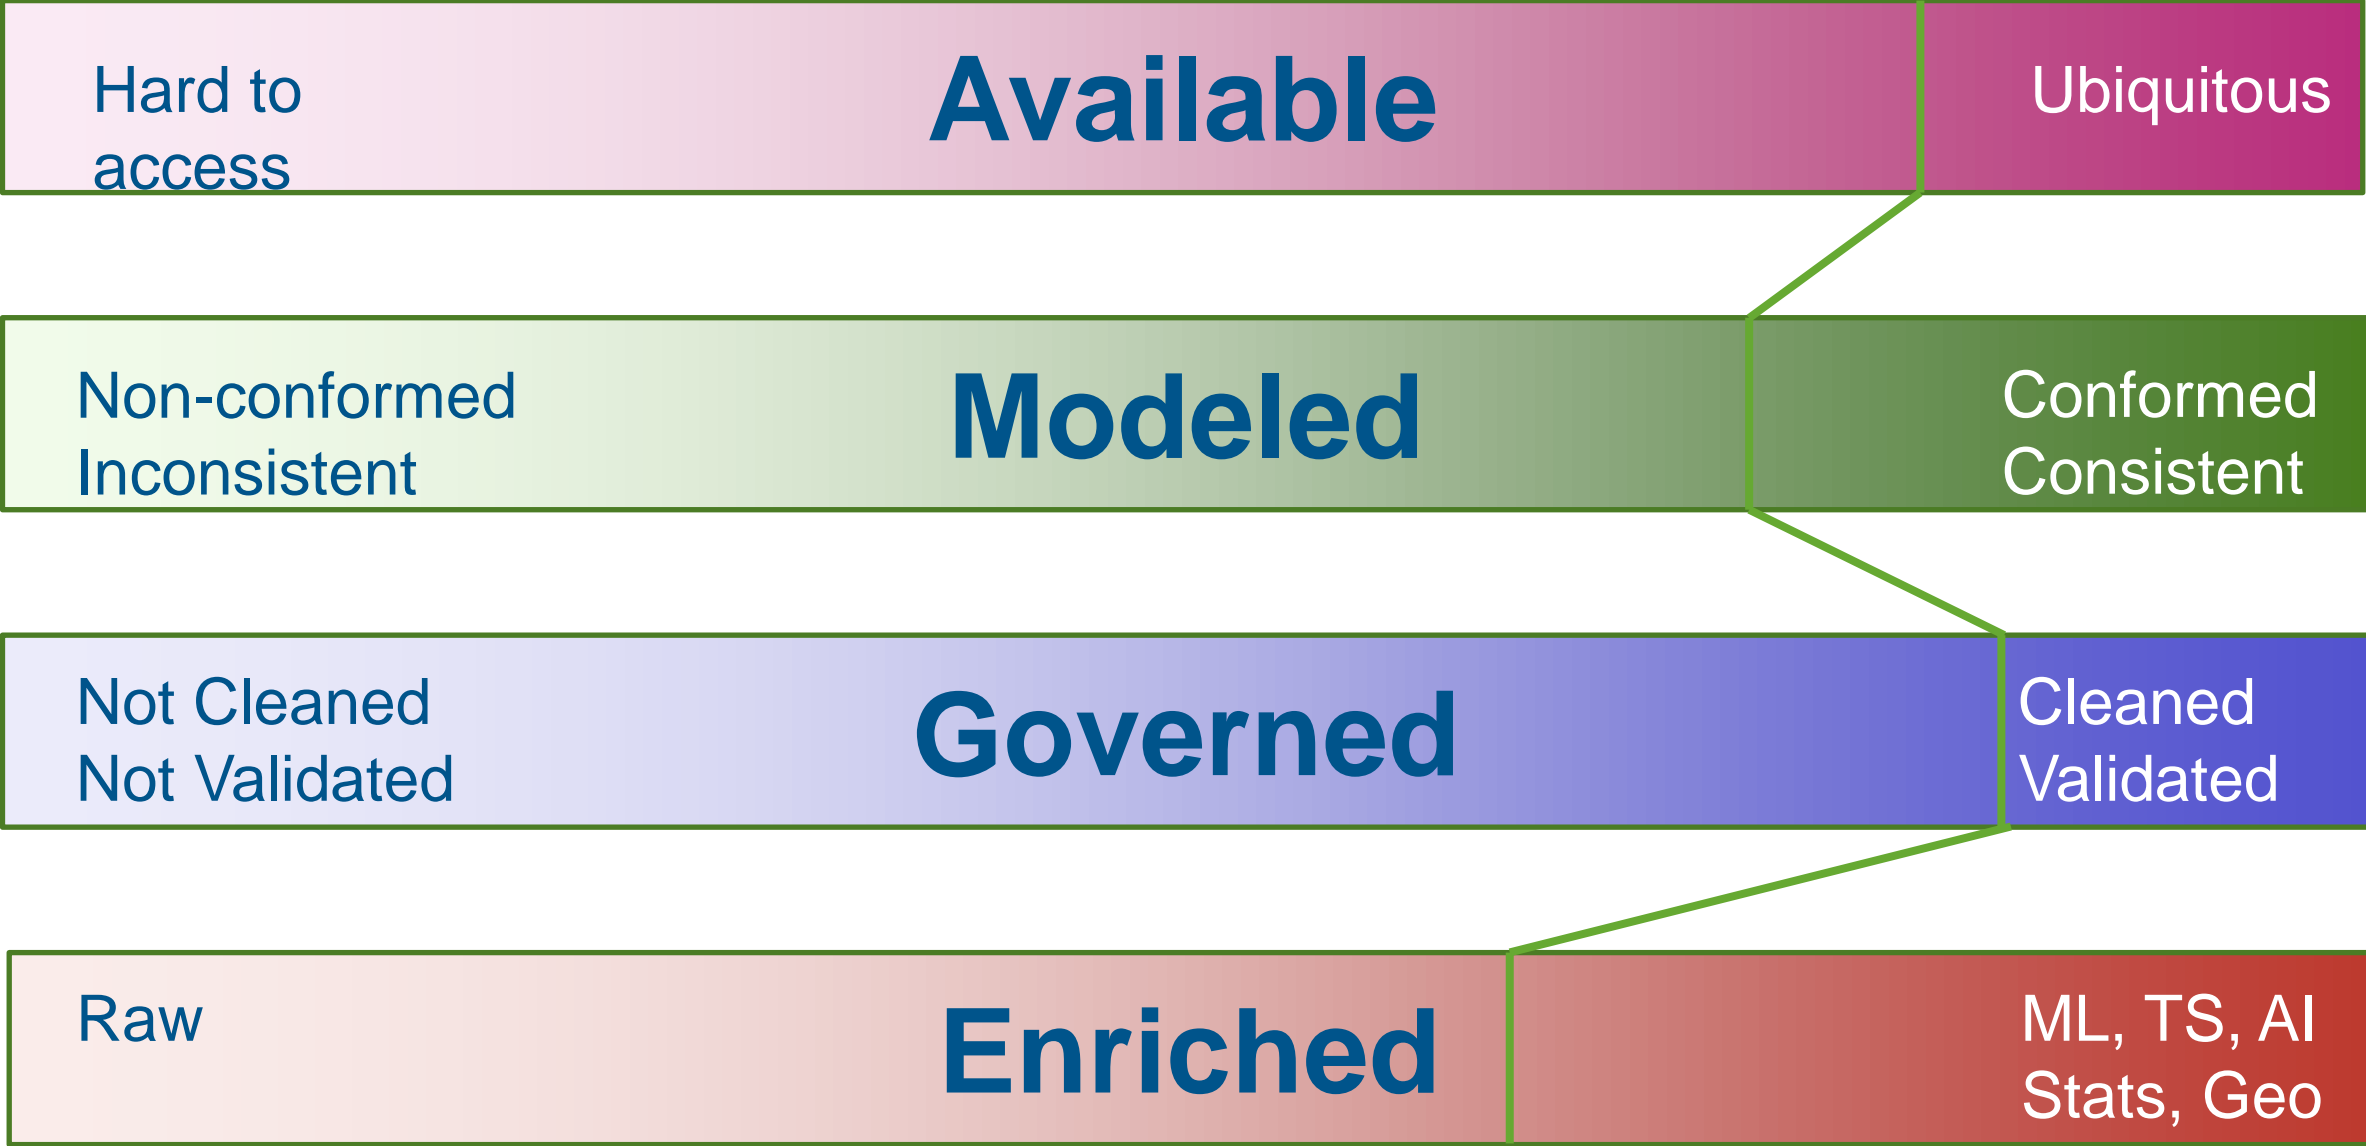 Hard to
access
Available
Ubiquitous
Non-conformed
Inconsistent
Modeled
Conformed
Consistent
Not Cleaned
Not Validated
Governed
Cleaned
Validated
Raw
Enriched
ML, TS, AI
Stats, Geo